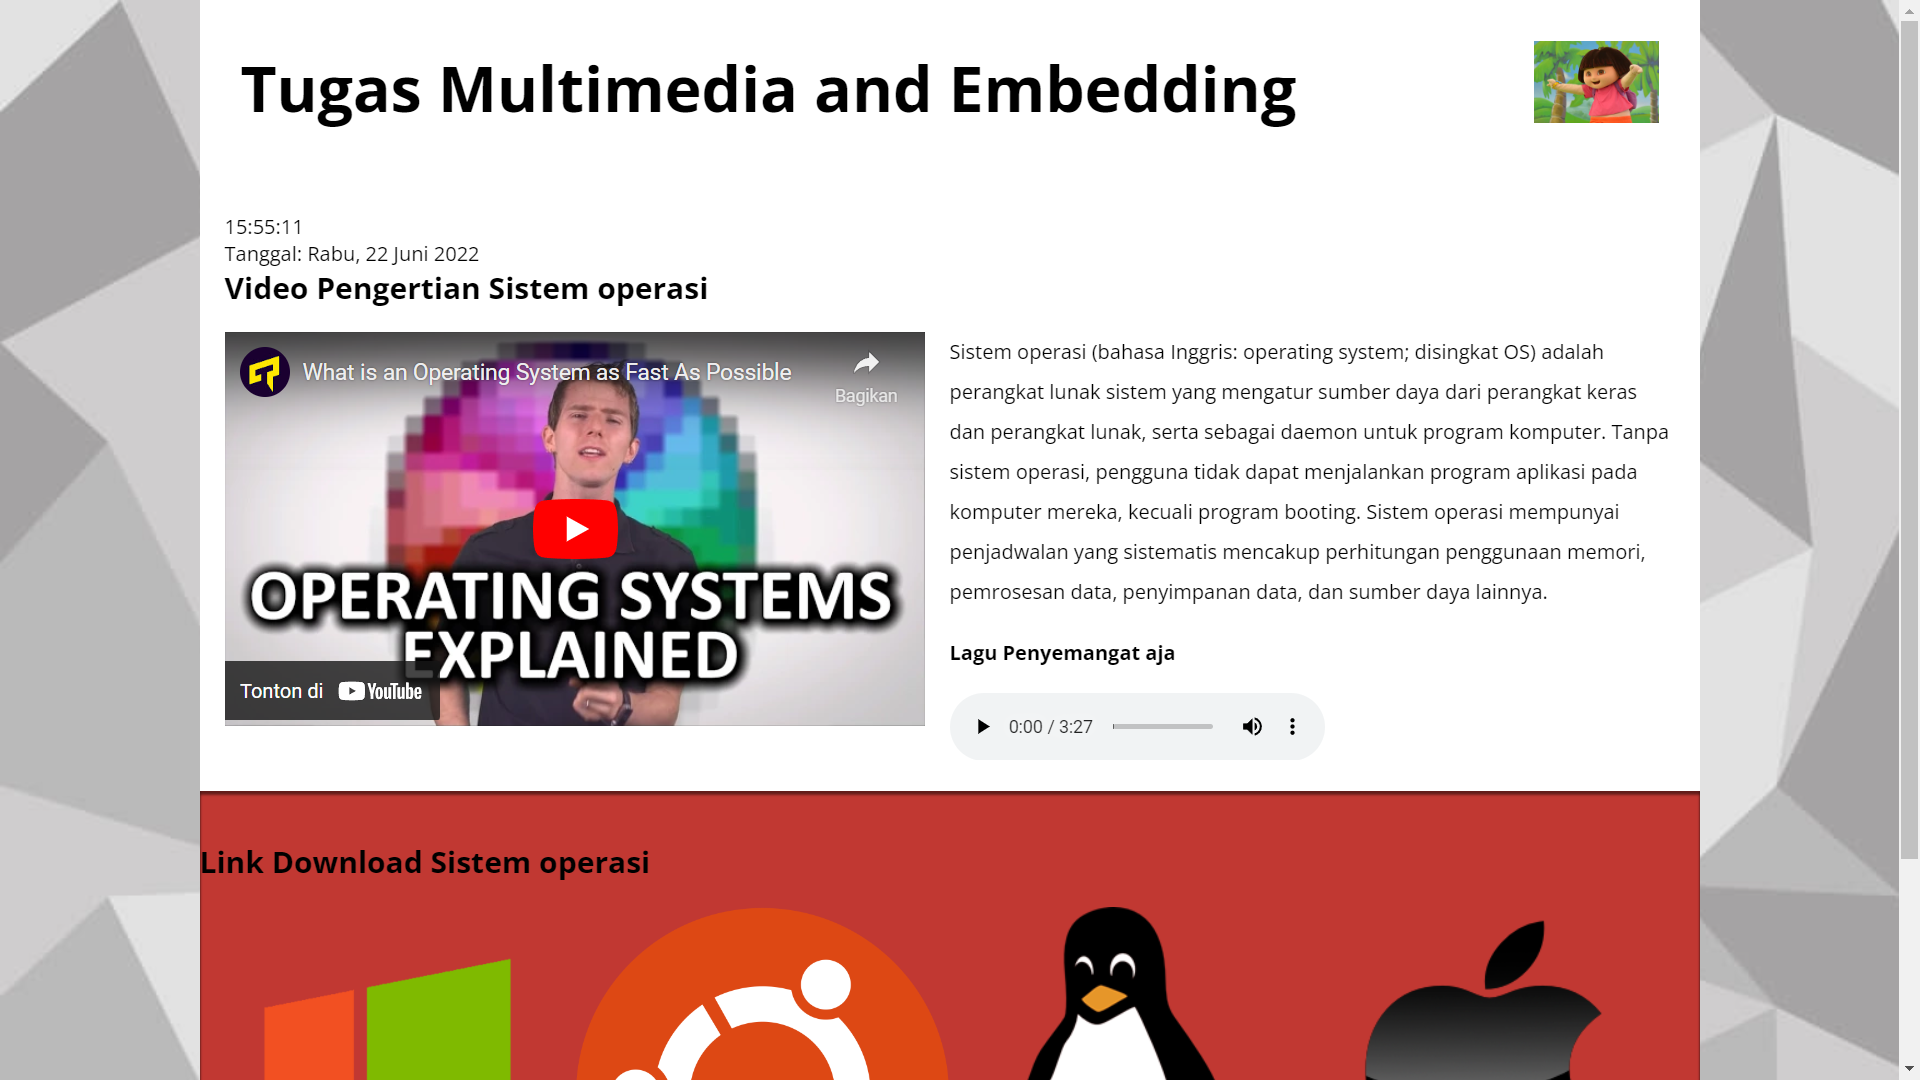 Tugas Multimedia and Embedding
15:55:11
Tanggal: Rabu, 22 Juni 2022
Video Pengertian Sistem operasi
What is an Operating System as Fast As Possible
Bagikan
OPERATING SYSTEMS
EXPLAINED
Tonton di YouTube
Sistem operasi (bahasa Inggris: operating system; disingkat OS) adalah
perangkat lunak sistem yang mengatur sumber daya dari perangkat keras
dan perangkat lunak, serta sebagai daemon untuk program komputer. Tanpa
sistem operasi, pengguna tidak dapat menjalankan program aplikasi pada
komputer mereka, kecuali program booting. Sistem operasi mempunyai
penjadwalan yang sistematis mencakup perhitungan penggunaan memori,
pemrosesan data, penyimpanan data, dan sumber daya lainnya.
Lagu Penyemangat aja
0:00 / 3:27
Link Download Sistem operasi